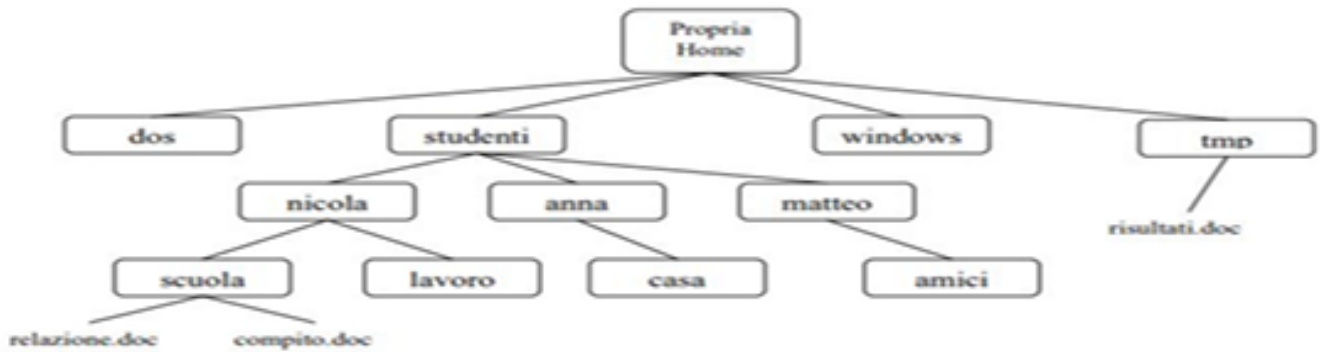 Propria
Home
dos studenti windows tmp
nicola anna matteo
risultati.doc
scuola lavoro casa amici
relazione.doc compito.doc